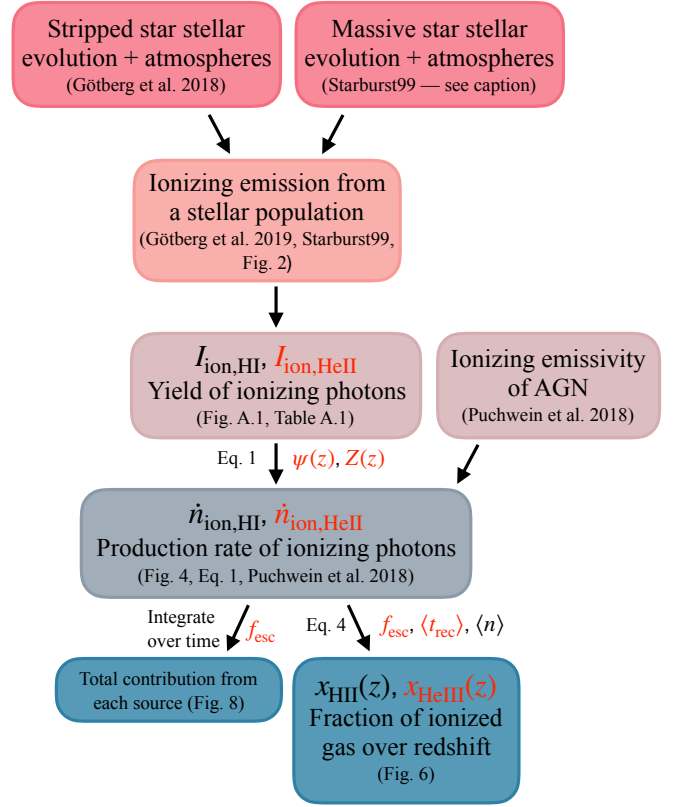 Stripped star stellar
evolution + atmospheres
(Götberg et al. 2018)
Massive star stellar
evolution + atmospheres
(Starburst99 — see caption)
Ionizing emission from
a stellar population
(Götberg et al. 2019, Starburst99,
Fig. 2)
I_ion,HI, I_ion,HeII
Yield of ionizing photons
(Fig. A.1, Table A.1)
Ionizing emissivity
of AGN
(Puchwein et al. 2018)
Eq. 1
ψ(z), Z(z)
ṅ_ion,HI, ṅ_ion,HeII
Production rate of ionizing photons
(Fig. 4, Eq. 1, Puchwein et al. 2018)
Integrate
over time
f_esc
Eq. 4
f_esc, ⟨t_rec⟩, ⟨n⟩
Total contribution from
each source (Fig. 8)
x_HII(z), x_HeIII(z)
Fraction of ionized
gas over redshift
(Fig. 6)